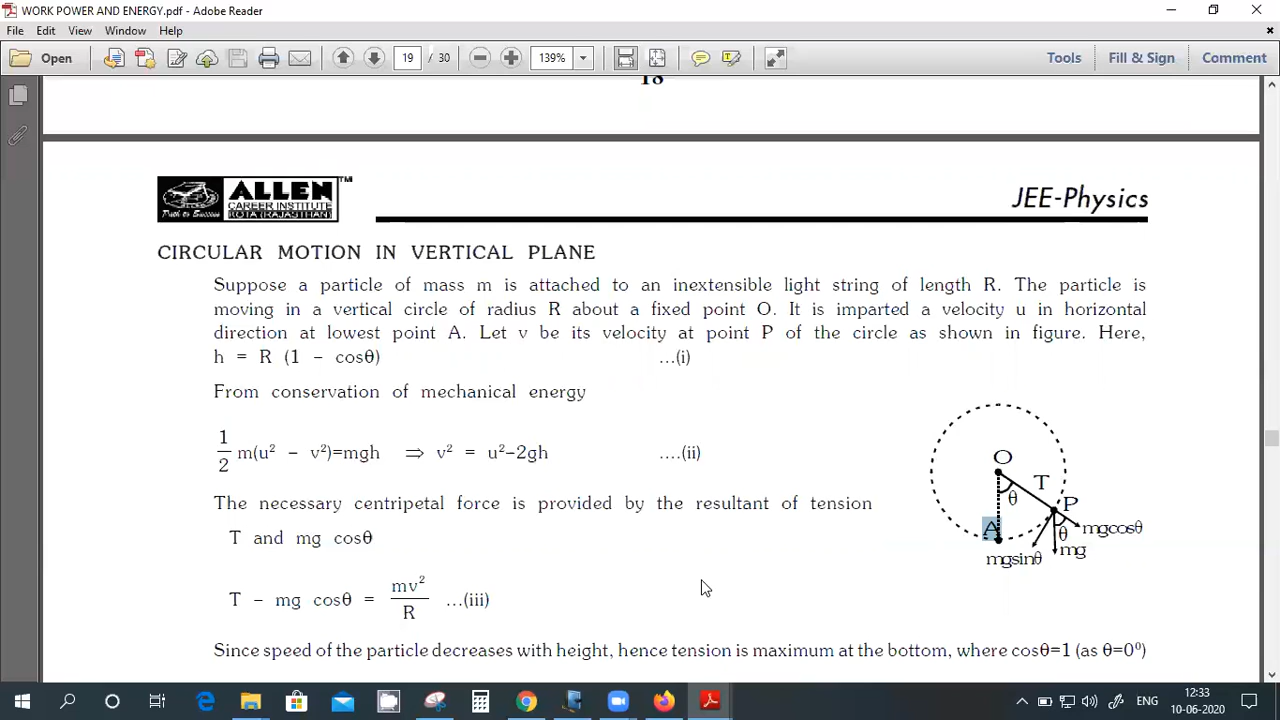 WORK POWER AND ENERGY.pdf - Adobe Reader
File Edit View Window Help
Open 19 / 30 139% Tools Fill & Sign Comment
18
ALLEN TM
CAREER INSTITUTE
KOTA (RAJASTHAN)
Path to Success
JEE-Physics
CIRCULAR MOTION IN VERTICAL PLANE
Suppose a particle of mass m is attached to an inextensible light string of length R. The particle is
moving in a vertical circle of radius R about a fixed point O. It is imparted a velocity u in horizontal
direction at lowest point A. Let v be its velocity at point P of the circle as shown in figure. Here,
h = R (1 − cosθ) ...(i)
From conservation of mechanical energy
1/2 m(u² − v²)=mgh ⇒ v² = u²−2gh ....(ii)
The necessary centripetal force is provided by the resultant of tension
T and mg cosθ
T − mg cosθ = mv²/R ...(iii)
O
T
θ
P
A
mgcosθ
θ
mg
mgsinθ
Since speed of the particle decreases with height, hence tension is maximum at the bottom, where cosθ=1 (as θ=0⁰)
ENG
12:33
10-06-2020